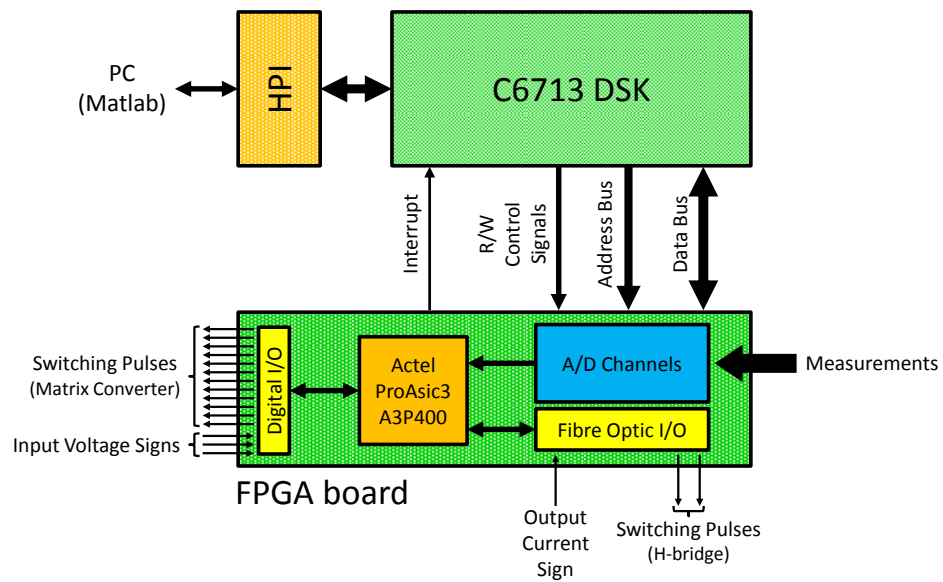 PC
(Matlab)
HPI
C6713 DSK
Interrupt
R/W
Control
Signals
Address Bus
Data Bus
Switching Pulses
(Matrix Converter)
Input Voltage Signs
Digital I/O
Actel
ProAsic3
A3P400
A/D Channels
Fibre Optic I/O
Measurements
FPGA board
Output
Current
Sign
Switching Pulses
(H-bridge)